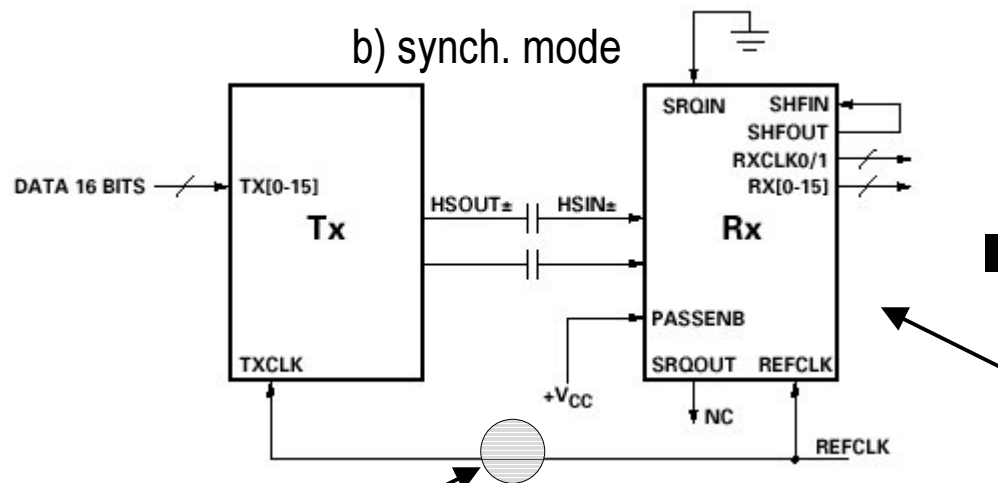 b) synch. mode
SRQIN
SHFIN
SHFOUT
RXCLK0/1
DATA 16 BITS
TX[0-15]
RX[0-15]
HSOUT±
HSIN±
Tx
Rx
PASSENB
TXCLK
SRQOUT
REFCLK
+VCC
NC
REFCLK